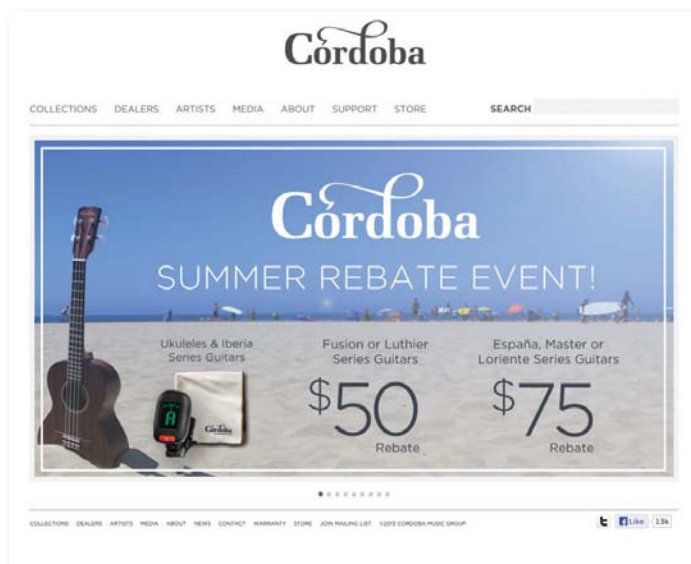 Córdoba
COLLECTIONS DEALERS ARTISTS MEDIA ABOUT SUPPORT STORE SEARCH
Córdoba
SUMMER REBATE EVENT!
Ukuleles & Iberia
Series Guitars
A
Córdoba
Fusion or Luthier
Series Guitars
$50
Rebate
España, Master or
Loriente Series Guitars
$75
Rebate
COLLECTIONS DEALERS ARTISTS MEDIA ABOUT NEWS CONTACT WARRANTY STORE JOIN MAILING LIST ©2013 CORDOBA MUSIC GROUP
t f Like 13k